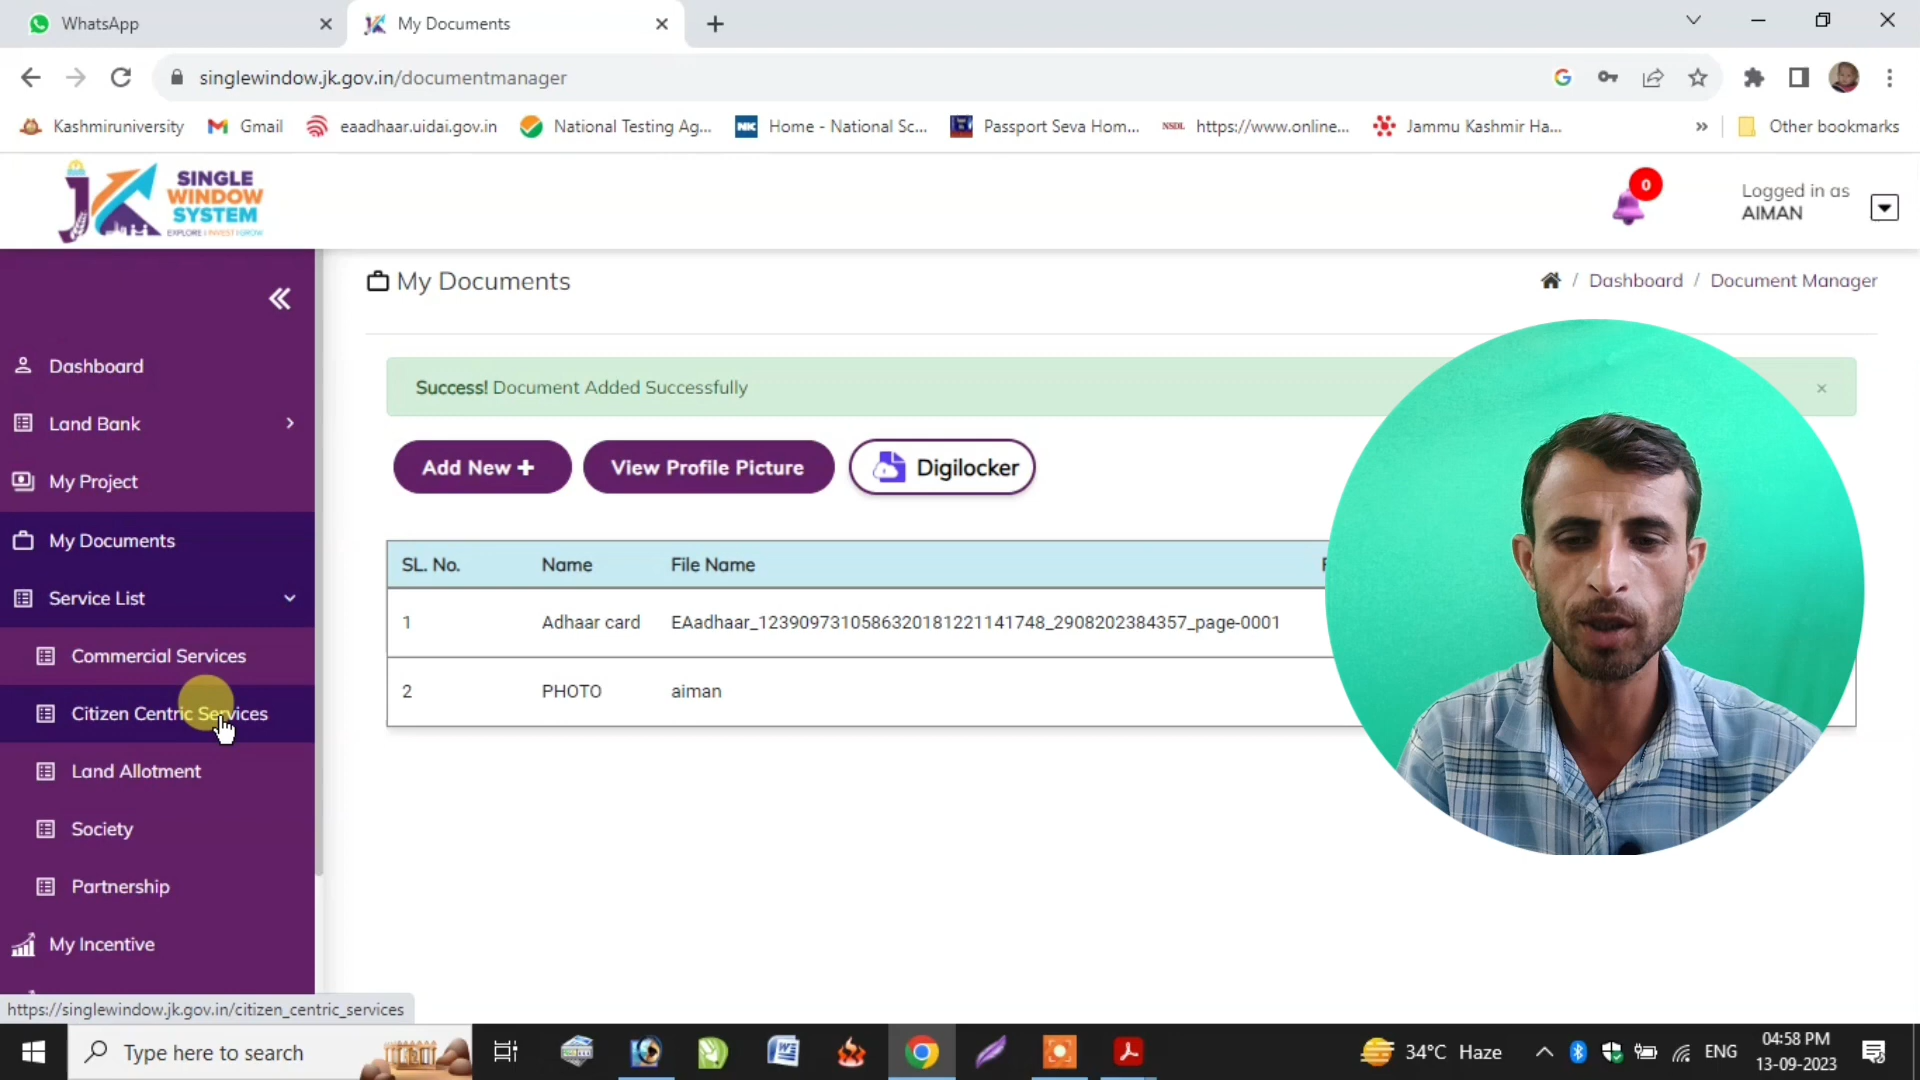 WhatsApp
My Documents
singlewindow.jk.gov.in/documentmanager
Kashmiruniversity
Gmail
eaadhaar.uidai.gov.in
National Testing Ag...
NK
Home - National Sc...
Passport Seva Hom...
NSDL
https://www.online...
Jammu Kashmir Ha...
Other bookmarks
SINGLE
WINDOW
SYSTEM
EXPLORE | INVEST | GROW
0
Logged in as
AIMAN
My Documents
/ Dashboard / Document Manager
Dashboard
Land Bank
My Project
My Documents
Service List
Commercial Services
Citizen Centric Services
Land Allotment
Society
Partnership
My Incentive
Success! Document Added Successfully
×
Add New +
View Profile Picture
Digilocker
SL. No. Name File Name
1 Adhaar card EAadhaar_1239097310586320181221141748_2908202384357_page-0001
2 PHOTO aiman
https://singlewindow.jk.gov.in/citizen_centric_services
Type here to search
34°C Haze
ENG
04:58 PM
13-09-2023